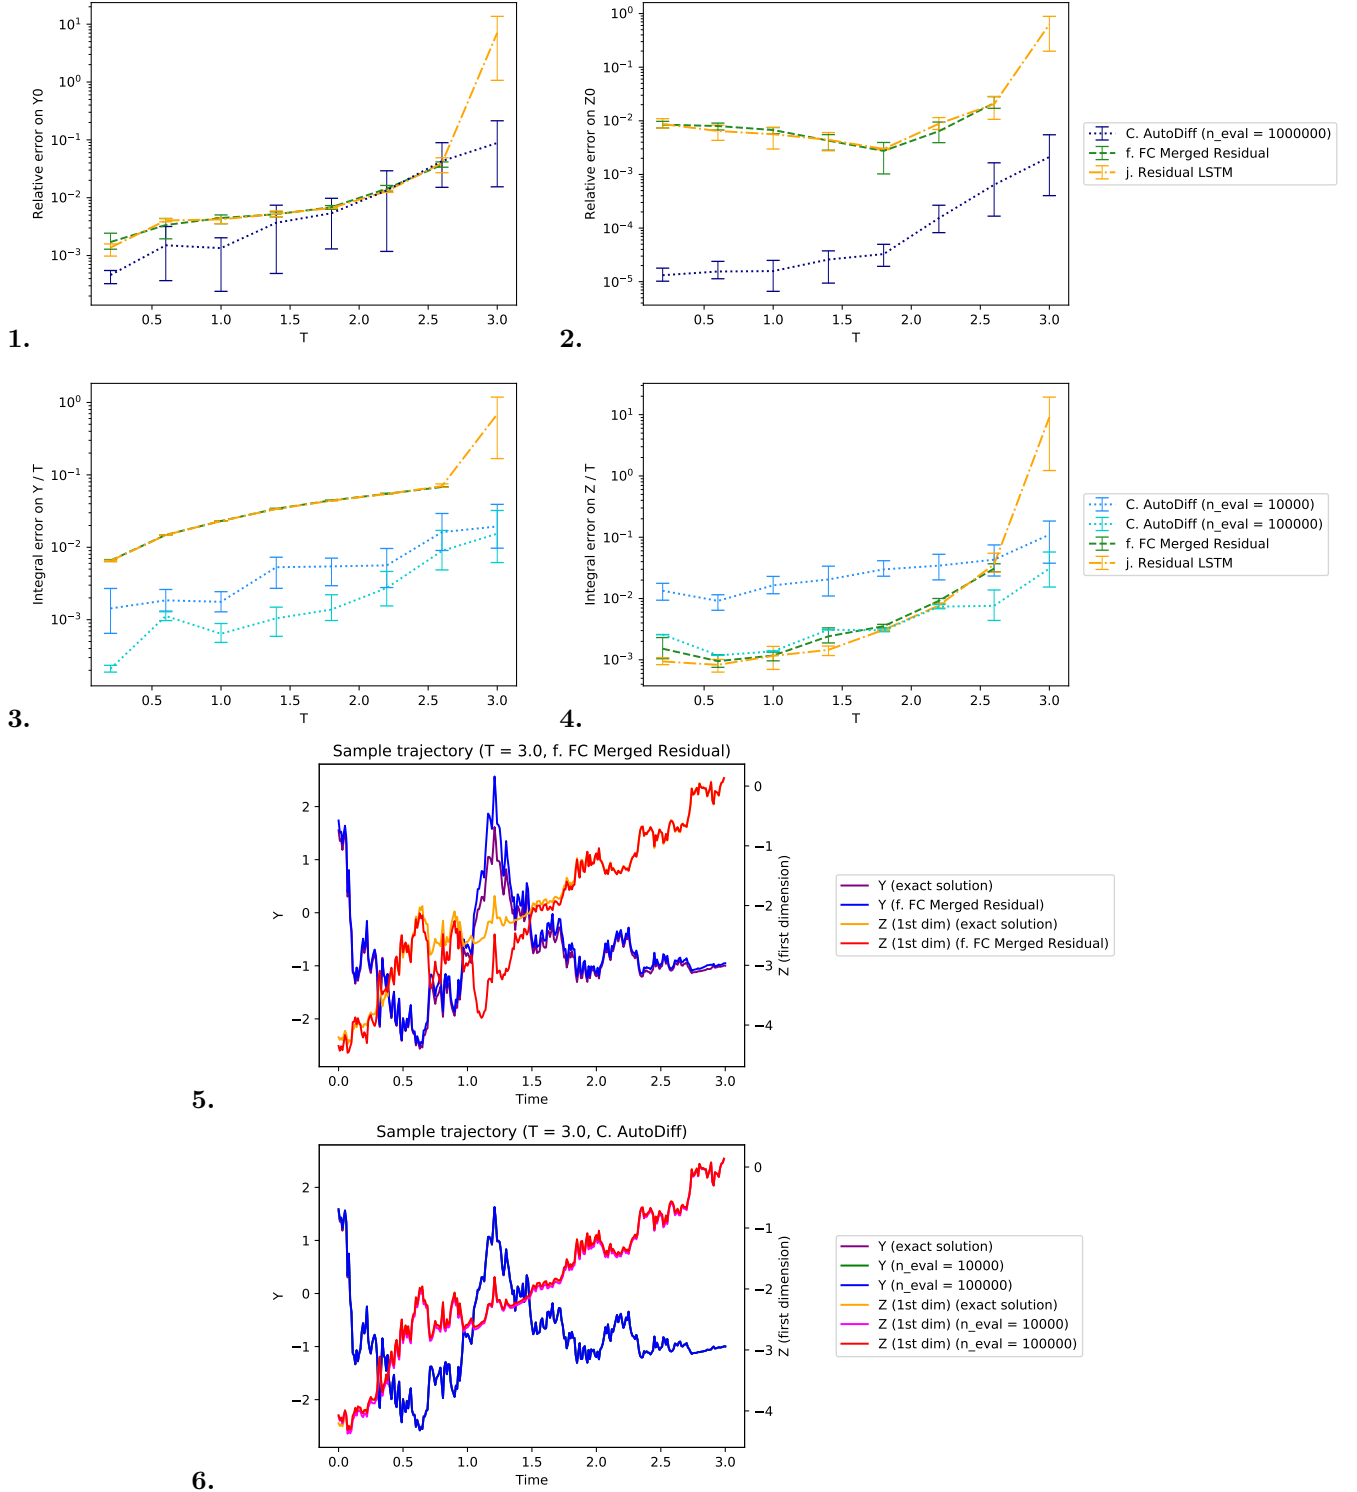 Relative error on Y0
10¹
10⁰
10⁻¹
10⁻²
10⁻³
0.5 1.0 1.5 2.0 2.5 3.0
T
1.
Relative error on Z0
10⁰
10⁻¹
10⁻²
10⁻³
10⁻⁴
10⁻⁵
0.5 1.0 1.5 2.0 2.5 3.0
T
2.
C. AutoDiff (n_eval = 1000000)
f. FC Merged Residual
j. Residual LSTM
Integral error on Y / T
10⁰
10⁻¹
10⁻²
10⁻³
0.5 1.0 1.5 2.0 2.5 3.0
T
3.
Integral error on Z / T
10¹
10⁰
10⁻¹
10⁻²
10⁻³
0.5 1.0 1.5 2.0 2.5 3.0
T
4.
C. AutoDiff (n_eval = 10000)
C. AutoDiff (n_eval = 100000)
f. FC Merged Residual
j. Residual LSTM
Sample trajectory (T = 3.0, f. FC Merged Residual)
Y
2
1
0
−1
−2
0.0 0.5 1.0 1.5 2.0 2.5 3.0
Time
0
−1
−2
−3
−4
Z (first dimension)
Y (exact solution)
Y (f. FC Merged Residual)
Z (1st dim) (exact solution)
Z (1st dim) (f. FC Merged Residual)
5.
Sample trajectory (T = 3.0, C. AutoDiff)
Y
2
1
0
−1
−2
0.0 0.5 1.0 1.5 2.0 2.5 3.0
Time
0
−1
−2
−3
−4
Z (first dimension)
Y (exact solution)
Y (n_eval = 10000)
Y (n_eval = 100000)
Z (1st dim) (exact solution)
Z (1st dim) (n_eval = 10000)
Z (1st dim) (n_eval = 100000)
6.